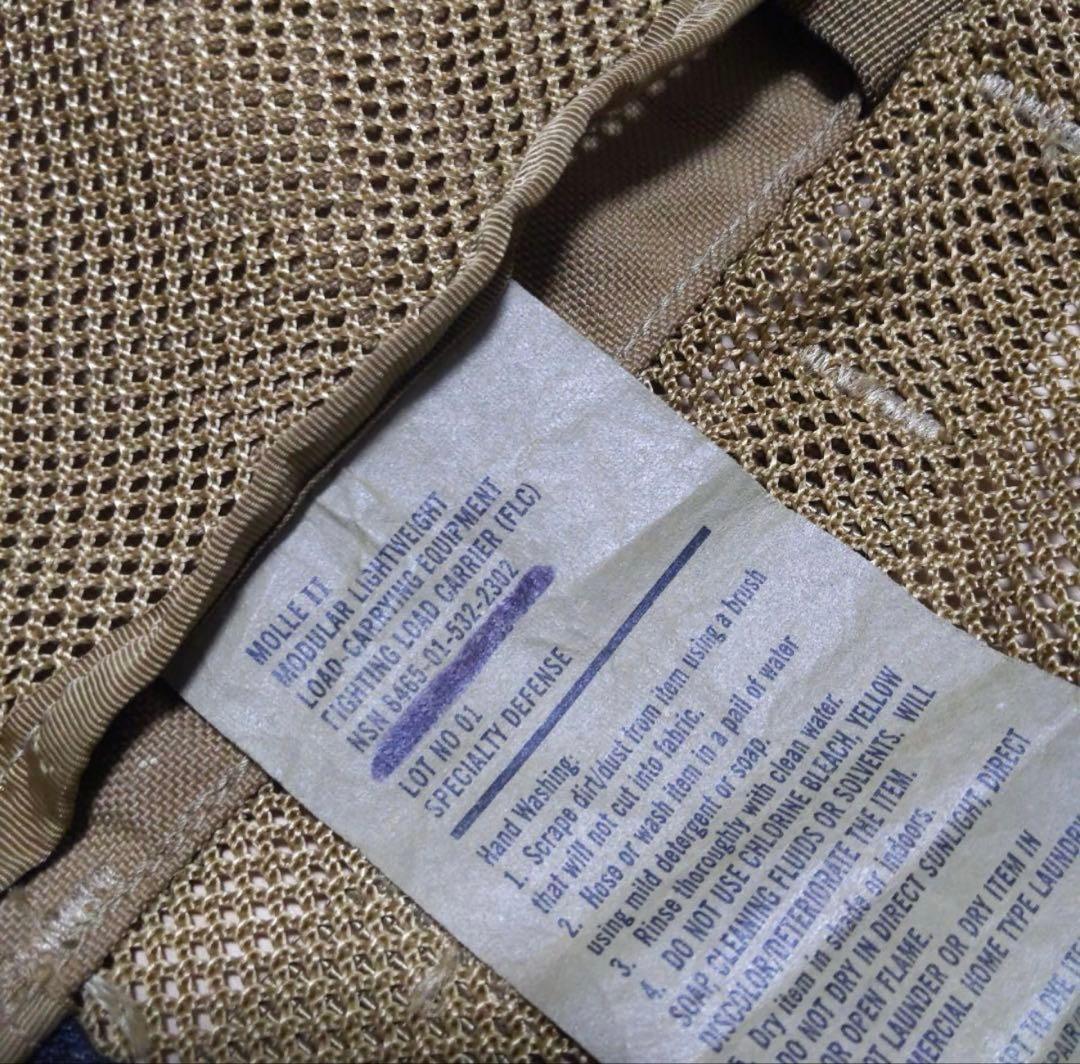 MOLLE II
MODULAR LIGHTWEIGHT
LOAD-CARRYING EQUIPMENT
FIGHTING LOAD CARRIER (FLC)
NSN 8465-01-532-2302
LOT NO 01
SPECIALTY DEFENSE
Hand Washing:
1. Scrape dirt/dust from item using a brush
that will not cut into fabric.
2. Hose or wash item in a pail of water
using mild detergent or soap.
3. Rinse thoroughly with clean water.
4. DO NOT USE CHLORINE BLEACH, YELLOW
SOAP CLEANING FLUIDS OR SOLVENTS. WILL
DISCOLOR/DETERIORATE THE ITEM.
Dry item in shade or indoors.
DO NOT DRY IN DIRECT SUNLIGHT, DIRECT
OR OPEN FLAME.
LAUNDER OR DRY ITEM IN
HOME TYPE LAUNDR
TO DYE ITE